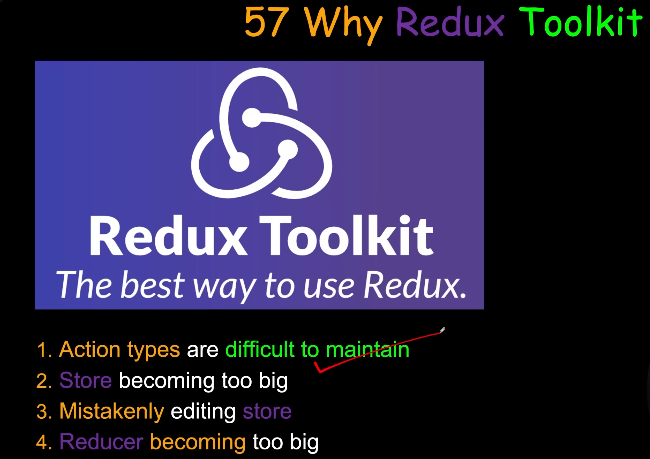 57 Why Redux Toolkit
Redux Toolkit
The best way to use Redux.
1. Action types are difficult to maintain
2. Store becoming too big
3. Mistakenly editing store
4. Reducer becoming too big